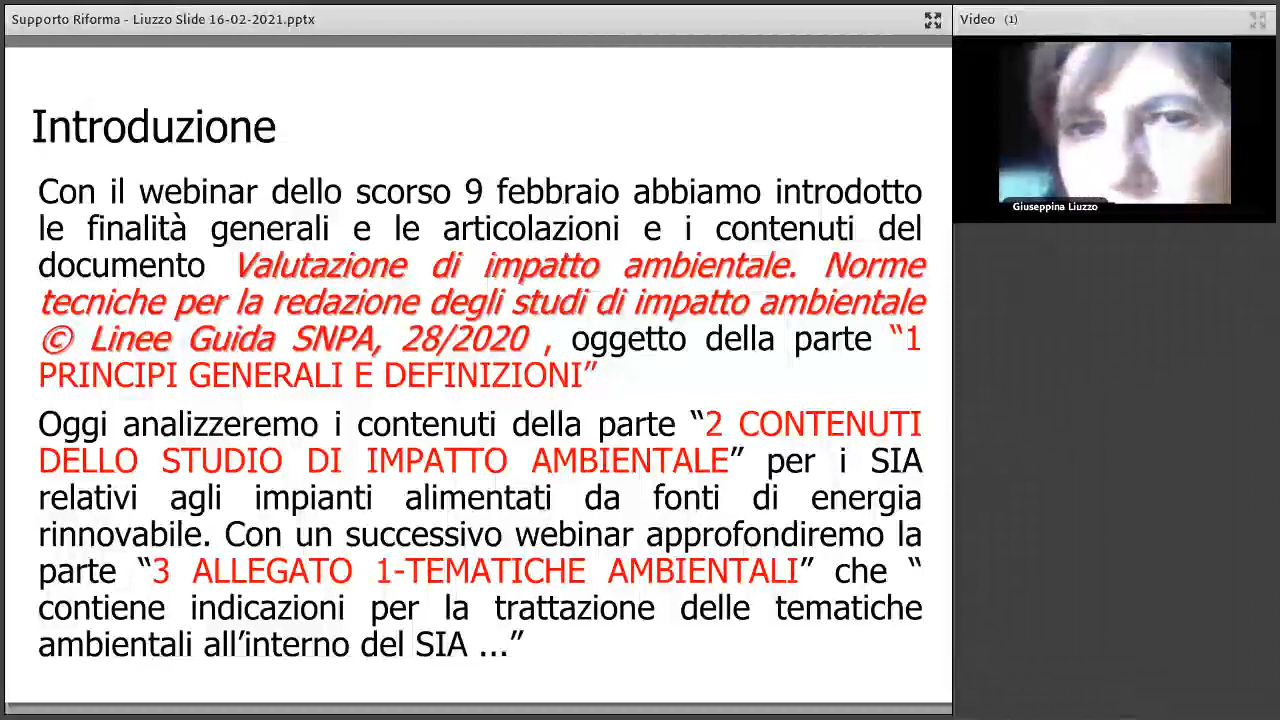 Supporto Riforma - Liuzzo Slide 16-02-2021.pptx
Video (1)
Giuseppina Liuzzo
Introduzione
Con il webinar dello scorso 9 febbraio abbiamo introdotto
le finalità generali e le articolazioni e i contenuti del
documento Valutazione di impatto ambientale. Norme
tecniche per la redazione degli studi di impatto ambientale
© Linee Guida SNPA, 28/2020 , oggetto della parte “1
PRINCIPI GENERALI E DEFINIZIONI”
Oggi analizzeremo i contenuti della parte “2 CONTENUTI
DELLO STUDIO DI IMPATTO AMBIENTALE” per i SIA
relativi agli impianti alimentati da fonti di energia
rinnovabile. Con un successivo webinar approfondiremo la
parte “3 ALLEGATO 1-TEMATICHE AMBIENTALI” che “
contiene indicazioni per la trattazione delle tematiche
ambientali all’interno del SIA ...”